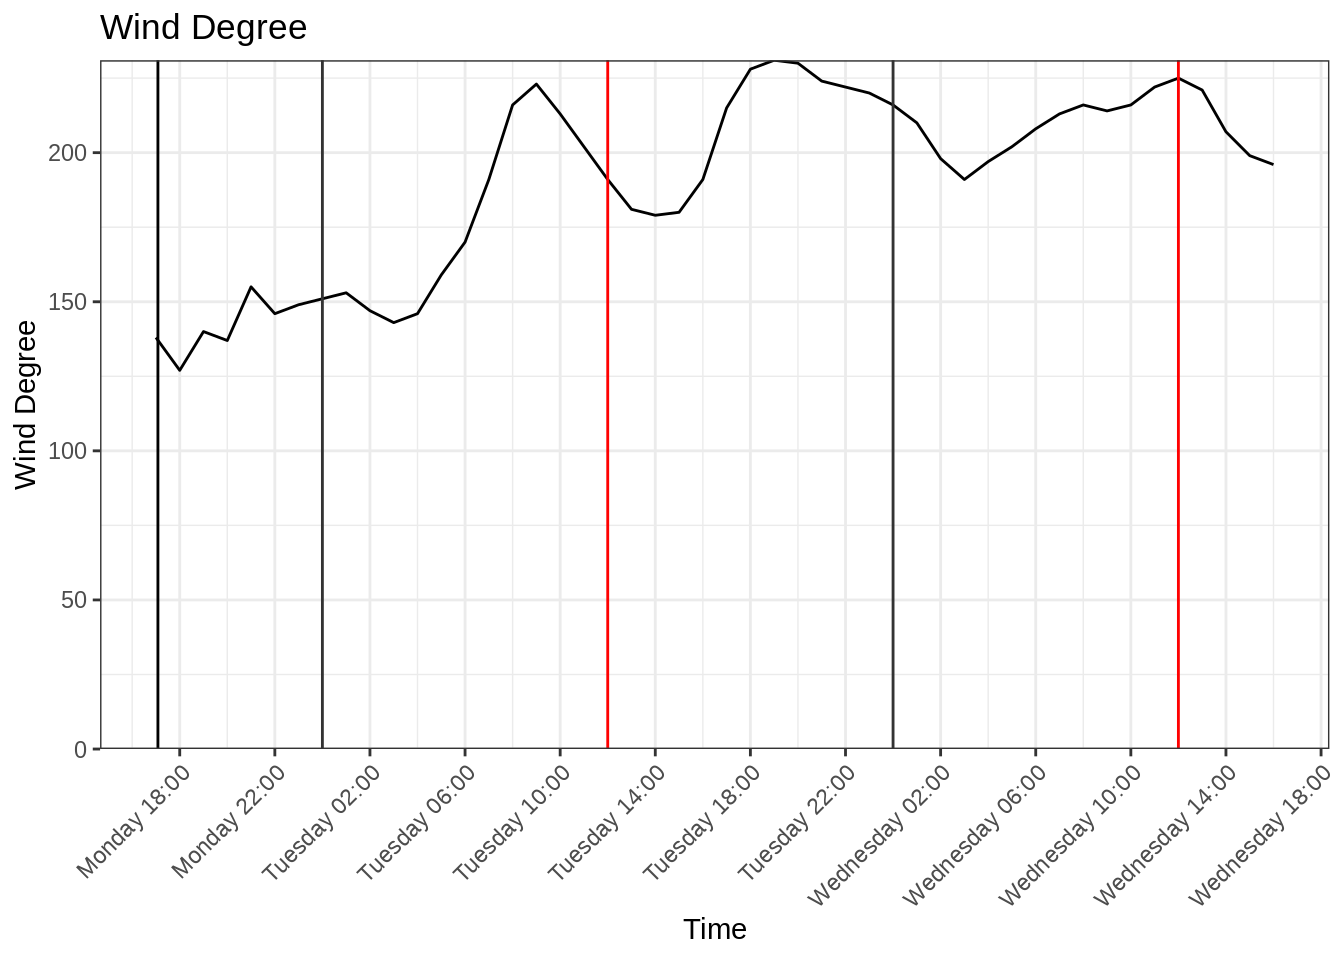 Wind Degree
Wind Degree
200
150
100
50
0
Monday 18:00
Monday 22:00
Tuesday 02:00
Tuesday 06:00
Tuesday 10:00
Tuesday 14:00
Tuesday 18:00
Tuesday 22:00
Wednesday 02:00
Wednesday 06:00
Wednesday 10:00
Wednesday 14:00
Wednesday 18:00
Time